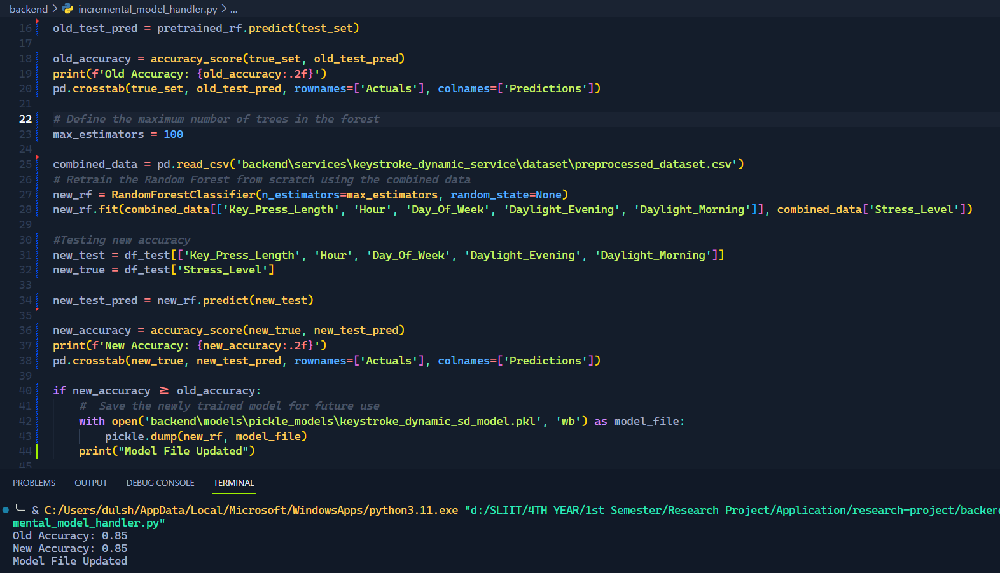 backend > incremental_model_handler.py > ...
16 old_test_pred = pretrained_rf.predict(test_set)
17
18 old_accuracy = accuracy_score(true_set, old_test_pred)
19 print(f'Old Accuracy: {old_accuracy:.2f}')
20 pd.crosstab(true_set, old_test_pred, rownames=['Actuals'], colnames=['Predictions'])
21
22 # Define the maximum number of trees in the forest
23 max_estimators = 100
24
25 combined_data = pd.read_csv('backend\services\keystroke_dynamic_service\dataset\preprocessed_dataset.csv')
26 # Retrain the Random Forest from scratch using the combined data
27 new_rf = RandomForestClassifier(n_estimators=max_estimators, random_state=None)
28 new_rf.fit(combined_data[['Key_Press_Length', 'Hour', 'Day_Of_Week', 'Daylight_Evening', 'Daylight_Morning']], combined_data['Stress_Level'])
29
30 #Testing new accuracy
31 new_test = df_test[['Key_Press_Length', 'Hour', 'Day_Of_Week', 'Daylight_Evening', 'Daylight_Morning']]
32 new_true = df_test['Stress_Level']
33
34 new_test_pred = new_rf.predict(new_test)
35
36 new_accuracy = accuracy_score(new_true, new_test_pred)
37 print(f'New Accuracy: {new_accuracy:.2f}')
38 pd.crosstab(new_true, new_test_pred, rownames=['Actuals'], colnames=['Predictions'])
39
40 if new_accuracy ≥ old_accuracy:
41 #  Save the newly trained model for future use
42 with open('backend\models\pickle_models\keystroke_dynamic_sd_model.pkl', 'wb') as model_file:
43 pickle.dump(new_rf, model_file)
44 print("Model File Updated")
45
PROBLEMS OUTPUT DEBUG CONSOLE TERMINAL
& C:/Users/dulsh/AppData/Local/Microsoft/WindowsApps/python3.11.exe "d:/SLIIT/4TH YEAR/1st Semester/Research Project/Application/research-project/backend
mental_model_handler.py"
Old Accuracy: 0.85
New Accuracy: 0.85
Model File Updated